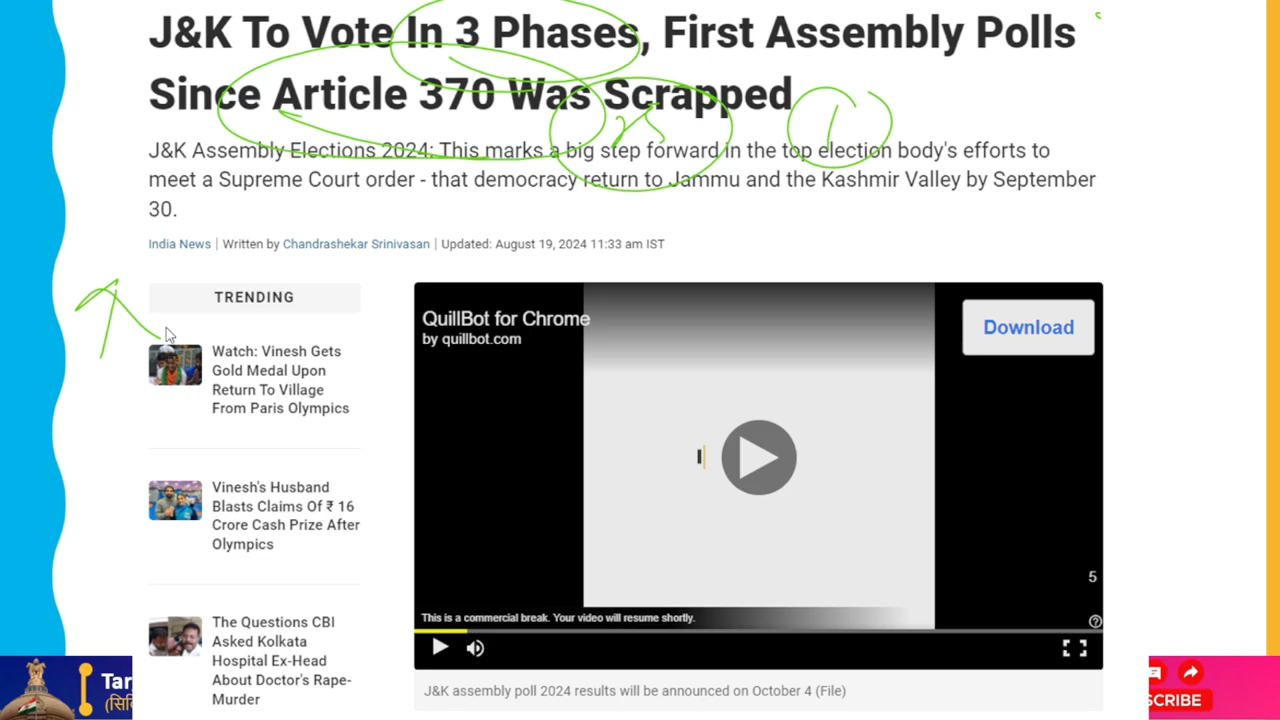 J&K To Vote In 3 Phases, First Assembly Polls
Since Article 370 Was Scrapped
25
1
J&K Assembly Elections 2024: This marks a big step forward in the top election body's efforts to
meet a Supreme Court order - that democracy return to Jammu and the Kashmir Valley by September
30.
India News | Written by Chandrashekar Srinivasan | Updated: August 19, 2024 11:33 am IST
TRENDING
Watch: Vinesh Gets
Gold Medal Upon
Return To Village
From Paris Olympics
Vinesh's Husband
Blasts Claims Of ₹ 16
Crore Cash Prize After
Olympics
The Questions CBI
Asked Kolkata
Hospital Ex-Head
About Doctor's Rape-
Murder
QuillBot for Chrome
by quillbot.com
Download
5
This is a commercial break. Your video will resume shortly.
J&K assembly poll 2024 results will be announced on October 4 (File)
Tar
(सिवि
SCRIBE